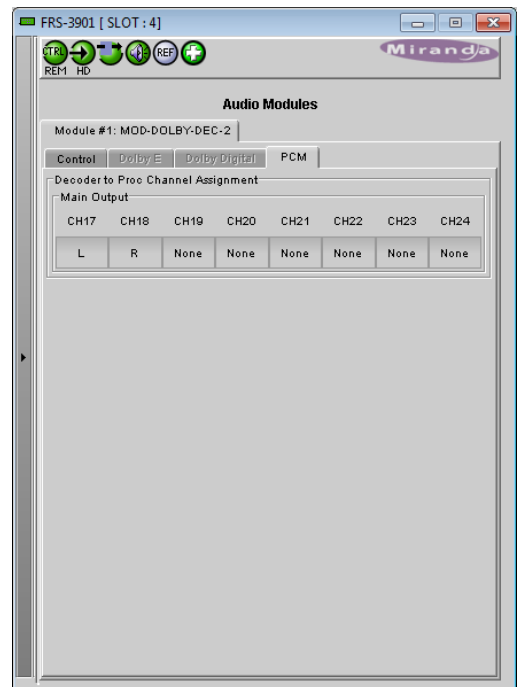 FRS-3901 [ SLOT : 4]
CTRL REF
REM HD
Miranda
Audio Modules
Module #1: MOD-DOLBY-DEC-2
Control Dolby E Dolby Digital PCM
Decoder to Proc Channel Assignment
Main Output
CH17 CH18 CH19 CH20 CH21 CH22 CH23 CH24
L R None None None None None None